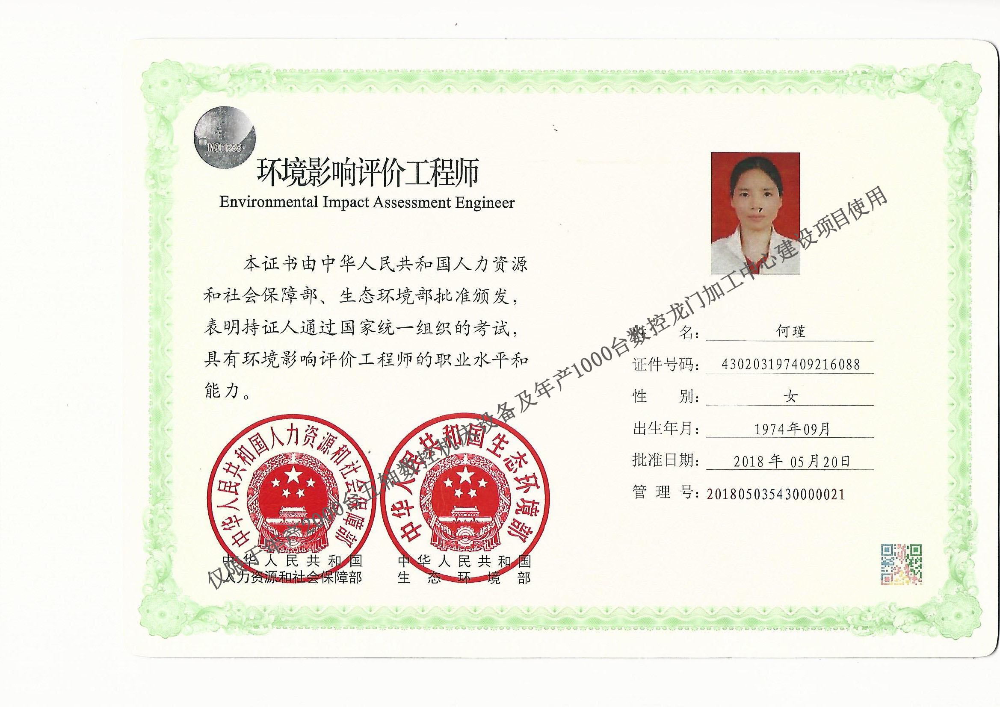 MOHRSS
环境影响评价工程师
Environmental Impact Assessment Engineer
本证书由中华人民共和国人力资源
和社会保障部、生态环境部批准颁发，
表明持证人通过国家统一组织的考试，
具有环境影响评价工程师的职业水平和
能力。
中华人民共和国人力资源和社会保障部
中华人民共和国生态环境部
中华人民共和国
人力资源和社会保障部
中华人民共和国
生态环境部
姓名：何瑾
证件号码：430203197409216088
性别：女
出生年月：1974年09月
批准日期：2018年05月20日
管理号：201805035430000021
仅限于年产2000台五轴数控机床设备及年产1000台数控龙门加工中心建设项目使用